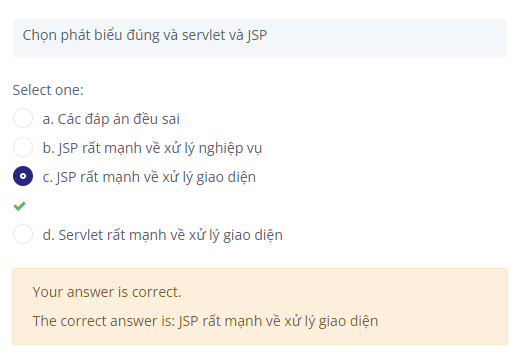 Chọn phát biểu đúng và servlet và JSP
Select one:
a. Các đáp án đều sai
b. JSP rất mạnh về xử lý nghiệp vụ
c. JSP rất mạnh về xử lý giao diện
d. Servlet rất mạnh về xử lý giao diện
Your answer is correct.
The correct answer is: JSP rất mạnh về xử lý giao diện